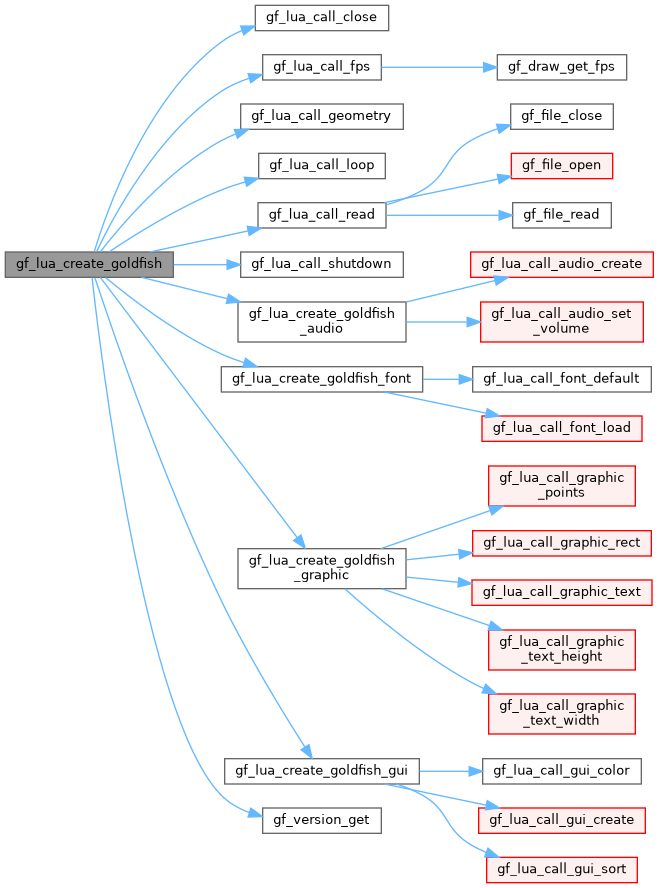 gf_lua_create_goldfish
gf_lua_call_close
gf_lua_call_fps
gf_draw_get_fps
gf_lua_call_geometry
gf_lua_call_loop
gf_lua_call_read
gf_file_close
gf_file_open
gf_file_read
gf_lua_call_shutdown
gf_lua_create_goldfish
_audio
gf_lua_call_audio_create
gf_lua_call_audio_set
_volume
gf_lua_create_goldfish_font
gf_lua_call_font_default
gf_lua_call_font_load
gf_lua_create_goldfish
_graphic
gf_lua_call_graphic
_points
gf_lua_call_graphic_rect
gf_lua_call_graphic_text
gf_lua_call_graphic
_text_height
gf_lua_call_graphic
_text_width
gf_lua_create_goldfish_gui
gf_lua_call_gui_color
gf_lua_call_gui_create
gf_lua_call_gui_sort
gf_version_get